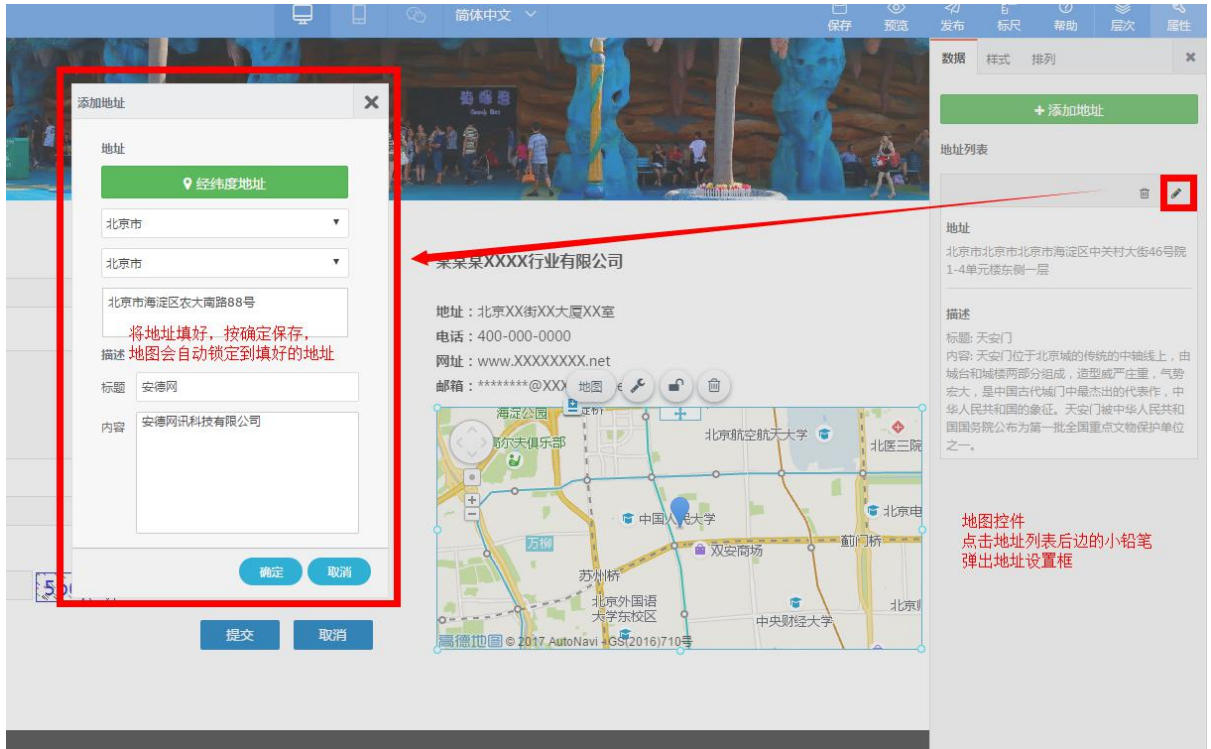 简体中文
保存
预览
发布
标尺
帮助
层次
属性
数据
样式
排列
+ 添加地址
地址列表
地址
北京市北京市北京市海淀区中关村大街46号院
1-4单元楼东侧一层
描述
标题: 天安门
内容: 天安门位于北京城的传统的中轴线上，由
城台和城楼两部分组成，造型威严庄重，气势
宏大，是中国古代城门中最杰出的代表作，中
华人民共和国的象征。天安门被中华人民共和
国国务院公布为第一批全国重点文物保护单位
之一。
地图控件
点击地址列表后边的小铅笔
弹出地址设置框
添加地址
地址
经纬度地址
北京市
北京市
北京市海淀区农大南路88号
将地址填好，按确定保存，
地图会自动锁定到填好的地址
描述
标题
安德网
内容
安德网讯科技有限公司
确定
取消
提交
取消
某某某XXXX行业有限公司
地址：北京XX街XX大厦XX室
电话：400-000-0000
网址：www.XXXXXXXX.net
邮箱：********@XXX
地图
海淀公园
尔夫俱乐部
北京航空航天大学
北医三院
中国人民大学
北京电
万柳
双安商场
蓟门桥
苏州桥
北京外国语
大学东校区
中央财经大学
高德地图 © 2017 AutoNavi - GS(2016)710号